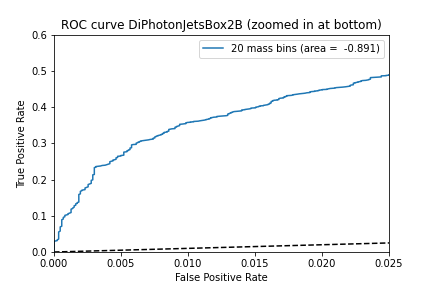 ROC curve DiPhotonJetsBox2B (zoomed in at bottom)
20 mass bins (area =  -0.891)
True Positive Rate
0.6
0.5
0.4
0.3
0.2
0.1
0.0
0.000 0.005 0.010 0.015 0.020 0.025
False Positive Rate